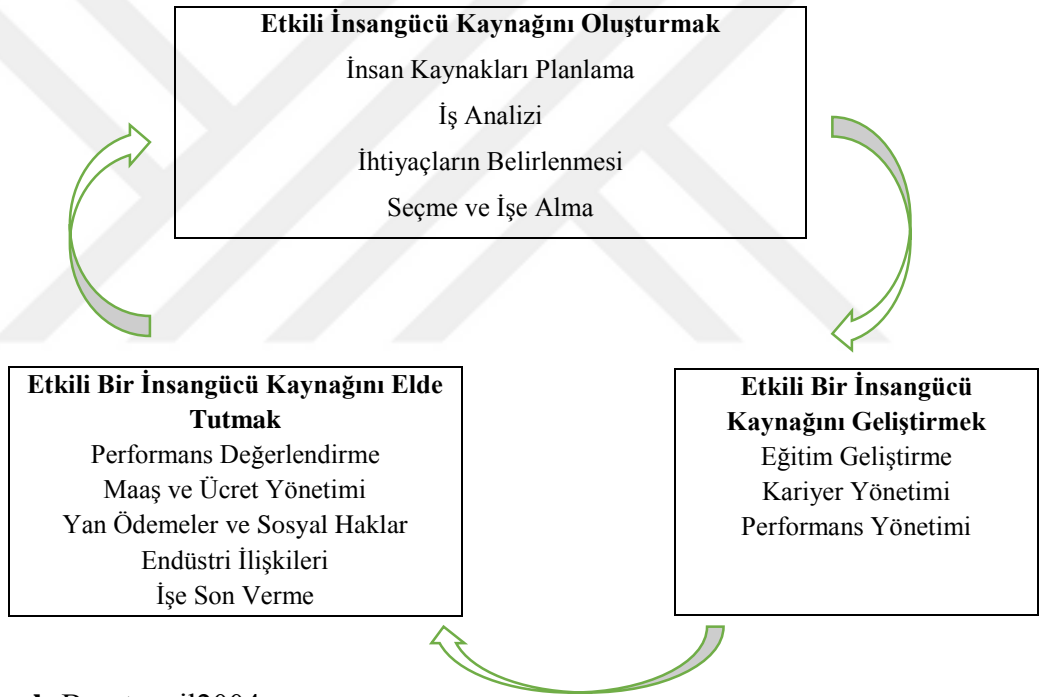 Etkili İnsangücü Kaynağını Oluşturmak
İnsan Kaynakları Planlama
İş Analizi
İhtiyaçların Belirlenmesi
Seçme ve İşe Alma
Etkili Bir İnsangücü Kaynağını Elde
Tutmak
Performans Değerlendirme
Maaş ve Ücret Yönetimi
Yan Ödemeler ve Sosyal Haklar
Endüstri İlişkileri
İşe Son Verme
Etkili Bir İnsangücü
Kaynağını Geliştirmek
Eğitim Geliştirme
Kariyer Yönetimi
Performans Yönetimi